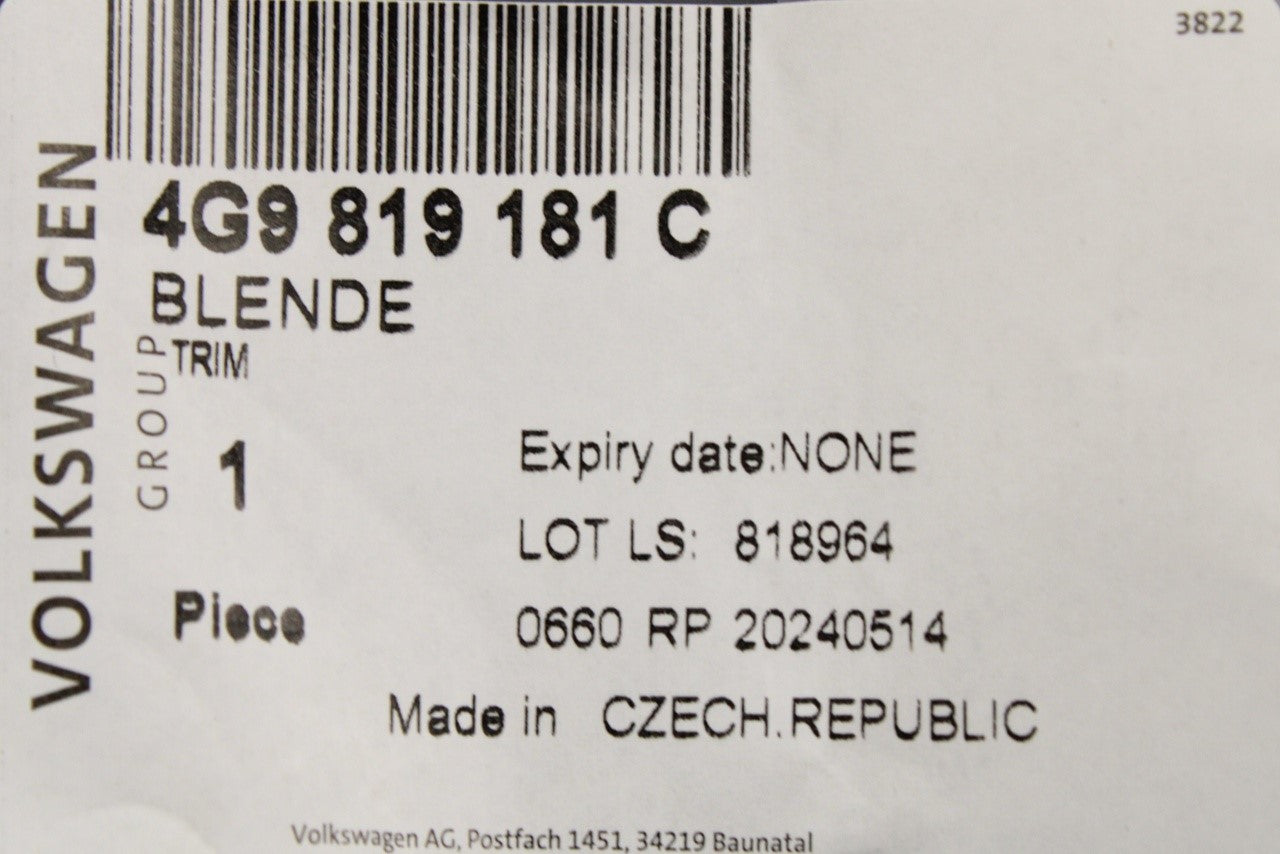 3822
VOLKSWAGEN
GROUP
4G9 819 181 C
BLENDE
TRIM
1
Expiry date:NONE
LOT LS: 818964
Piece
0660 RP 20240514
Made in CZECH.REPUBLIC
Volkswagen AG, Postfach 1451, 34219 Baunatal